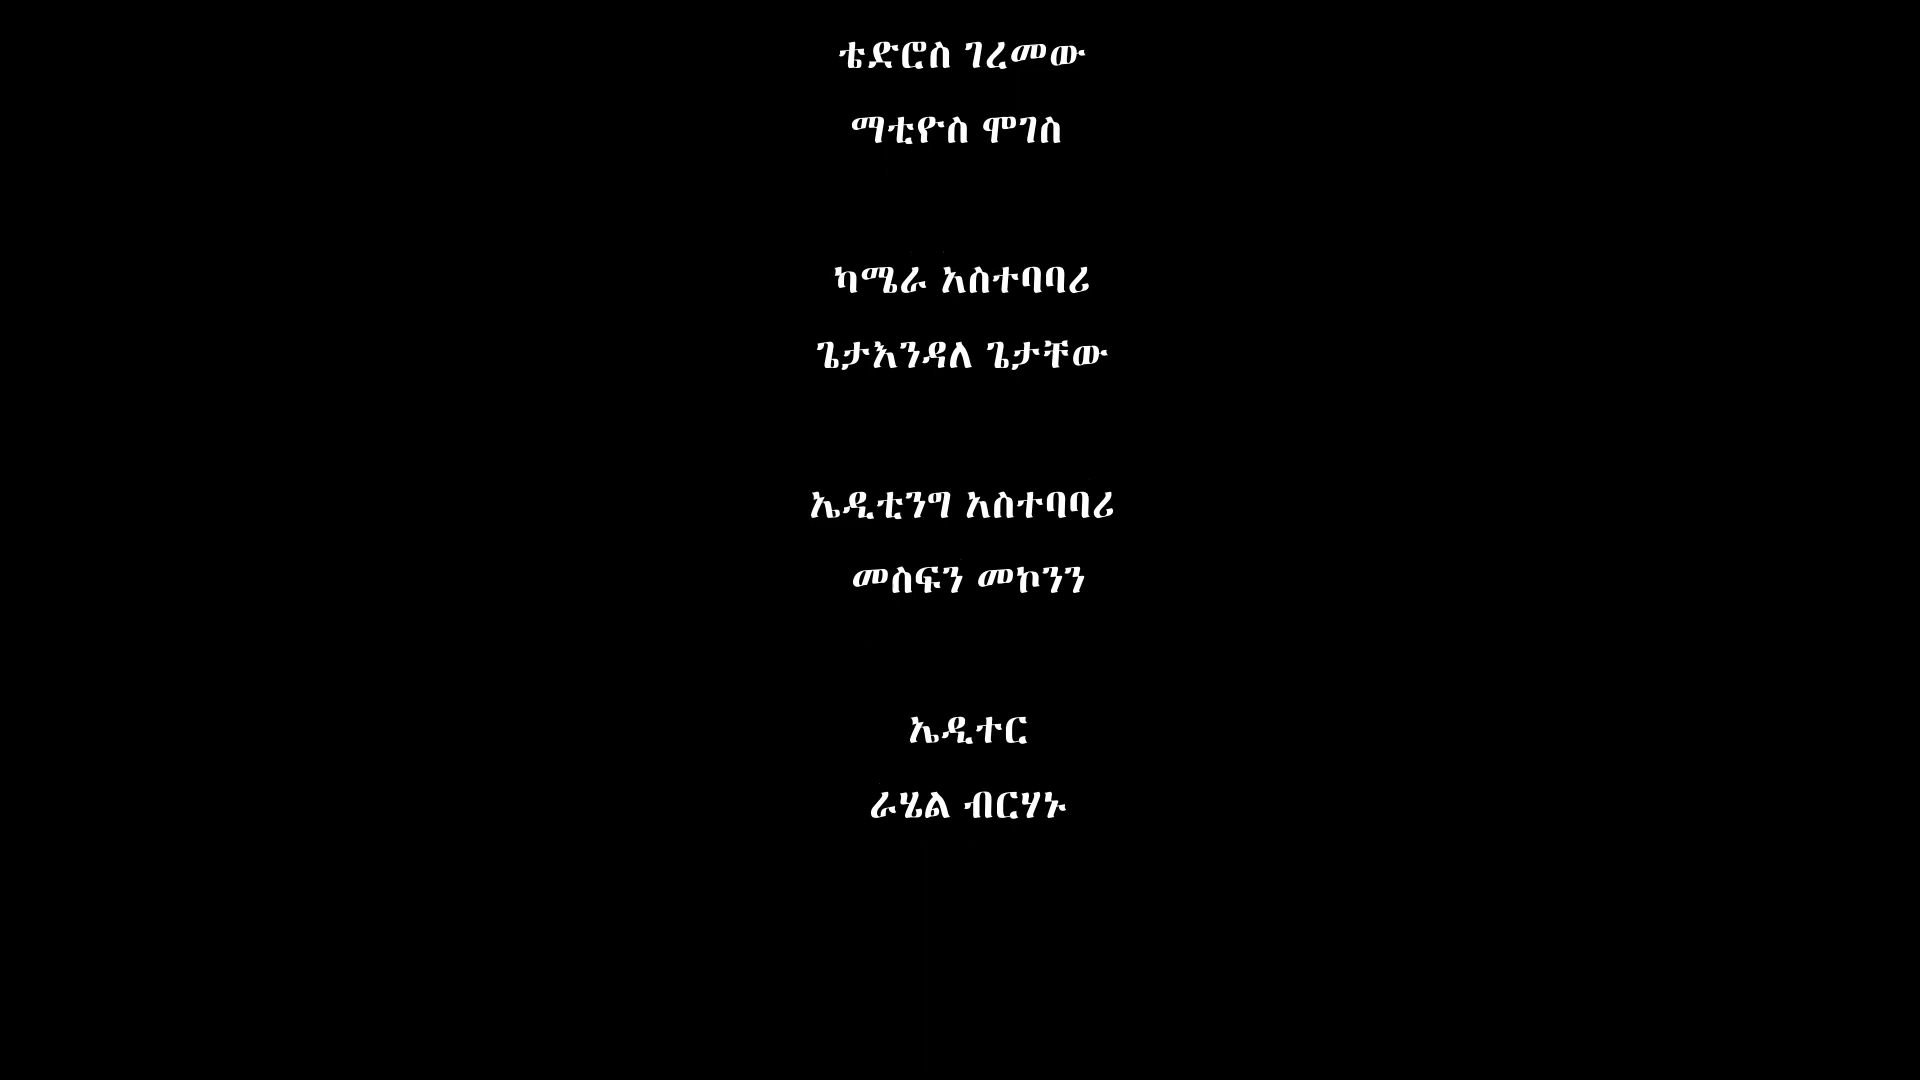 ቴድሮስ ገረመው
ማቲዮስ ሞገስ
ካሜራ አስተባባሪ
ጌታእንዳለ ጌታቸው
ኤዲቲንግ አስተባባሪ
መስፍን መኮንን
ኤዲተር
ራሄል ብርሃኑ